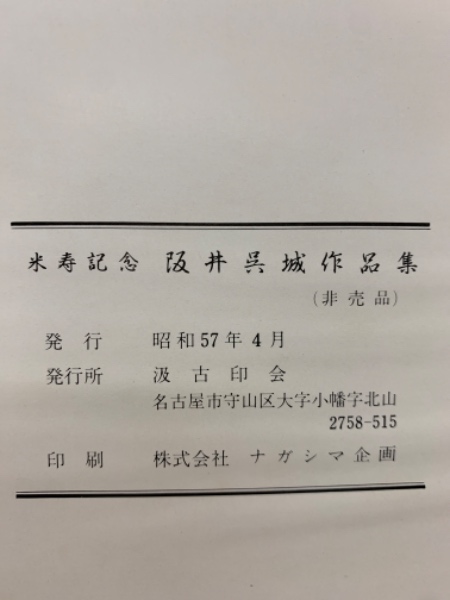 米寿記念 阪井呉城作品集
(非売品)
発行 昭和57年4月
発行所 汲古印会
名古屋市守山区大字小幡字北山
2758-515
印刷 株式会社 ナガシマ企画